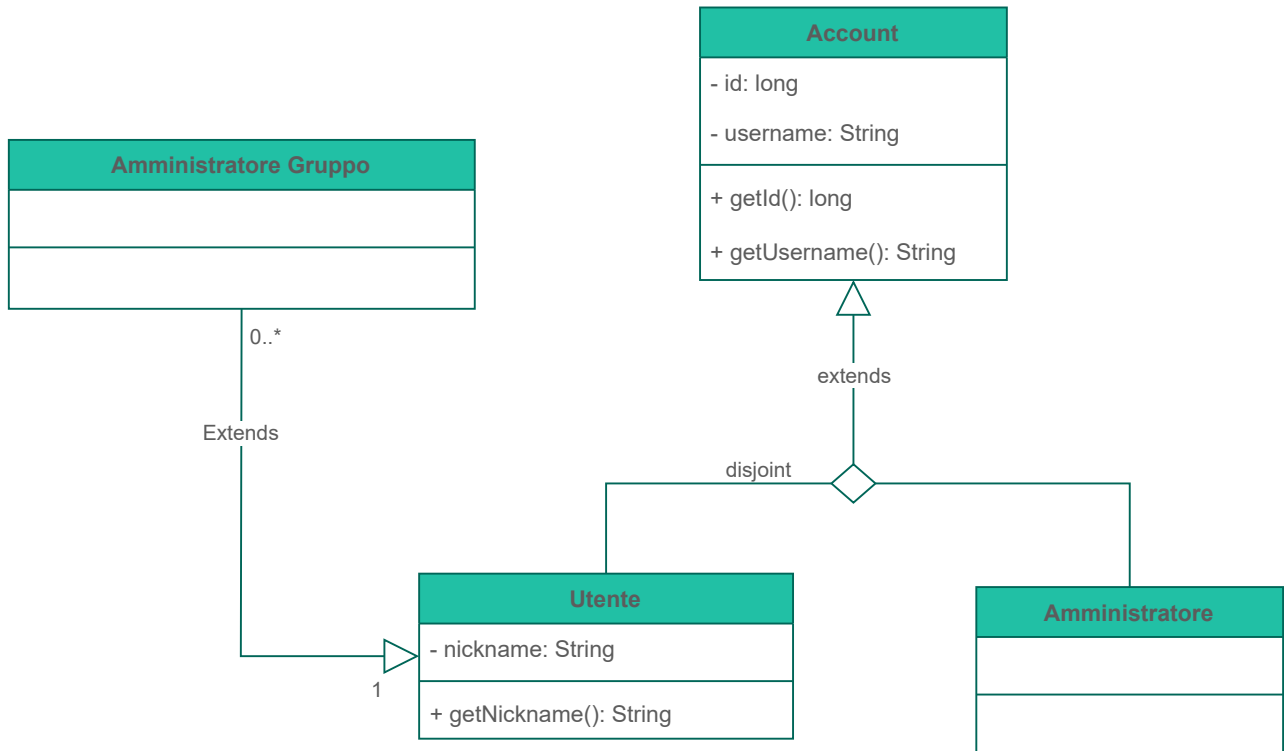 Account
- id: long
- username: String
+ getId(): long
+ getUsername(): String
Amministratore Gruppo
0..*
Extends
1
extends
disjoint
Utente
- nickname: String
+ getNickname(): String
Amministratore